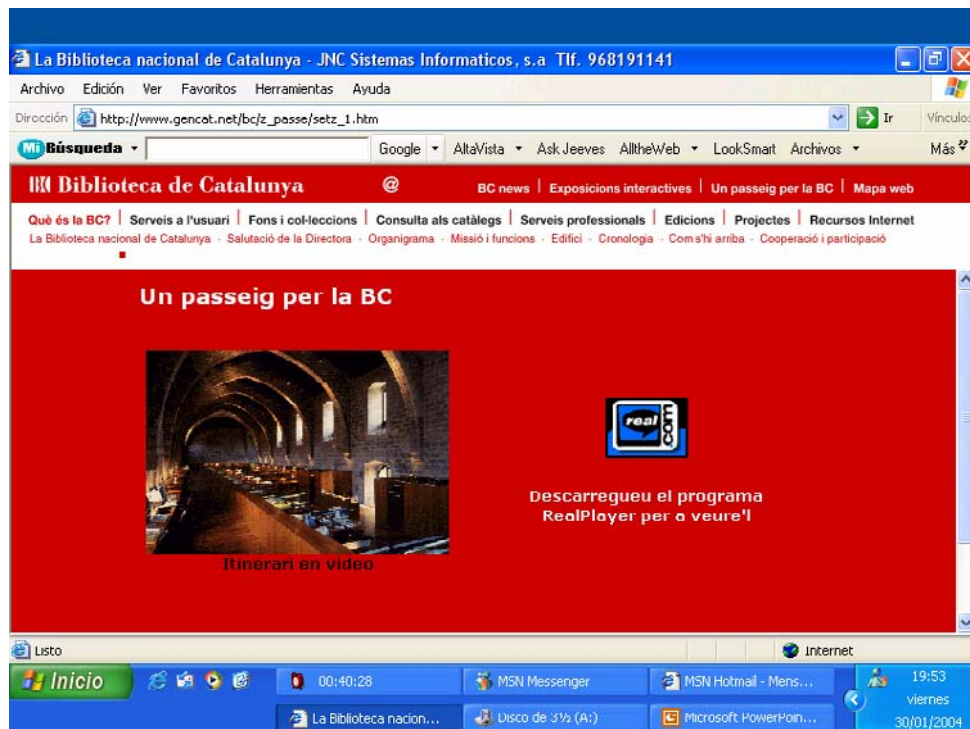 La Biblioteca nacional de Catalunya - JNC Sistemas Informaticos, s.a Tlf. 968191141
Archivo Edición Ver Favoritos Herramientas Ayuda
Dirección http://www.gencat.net/bc/z_passe/setz_1.htm Ir Vínculos
Mi Búsqueda Google AltaVista Ask Jeeves AlltheWeb LookSmart Archivos Más
Biblioteca de Catalunya @ BC news | Exposicions interactives | Un passeig per la BC | Mapa web
Què és la BC? | Serveis a l'usuari | Fons i col·leccions | Consulta als catàlegs | Serveis professionals | Edicions | Projectes | Recursos Internet
La Biblioteca nacional de Catalunya - Salutació de la Directora - Organigrama - Missió i funcions - Edifici - Cronologia - Com s'hi arriba - Cooperació i participació
Un passeig per la BC
real .com
Descarregueu el programa
RealPlayer per a veure'l
Itinerari en vídeo
Listo Internet
Inicio 00:40:28 MSN Messenger MSN Hotmail - Mens... 19:53
viernes
La Biblioteca nacion... Disco de 3½ (A:) Microsoft PowerPoin... 30/01/2004